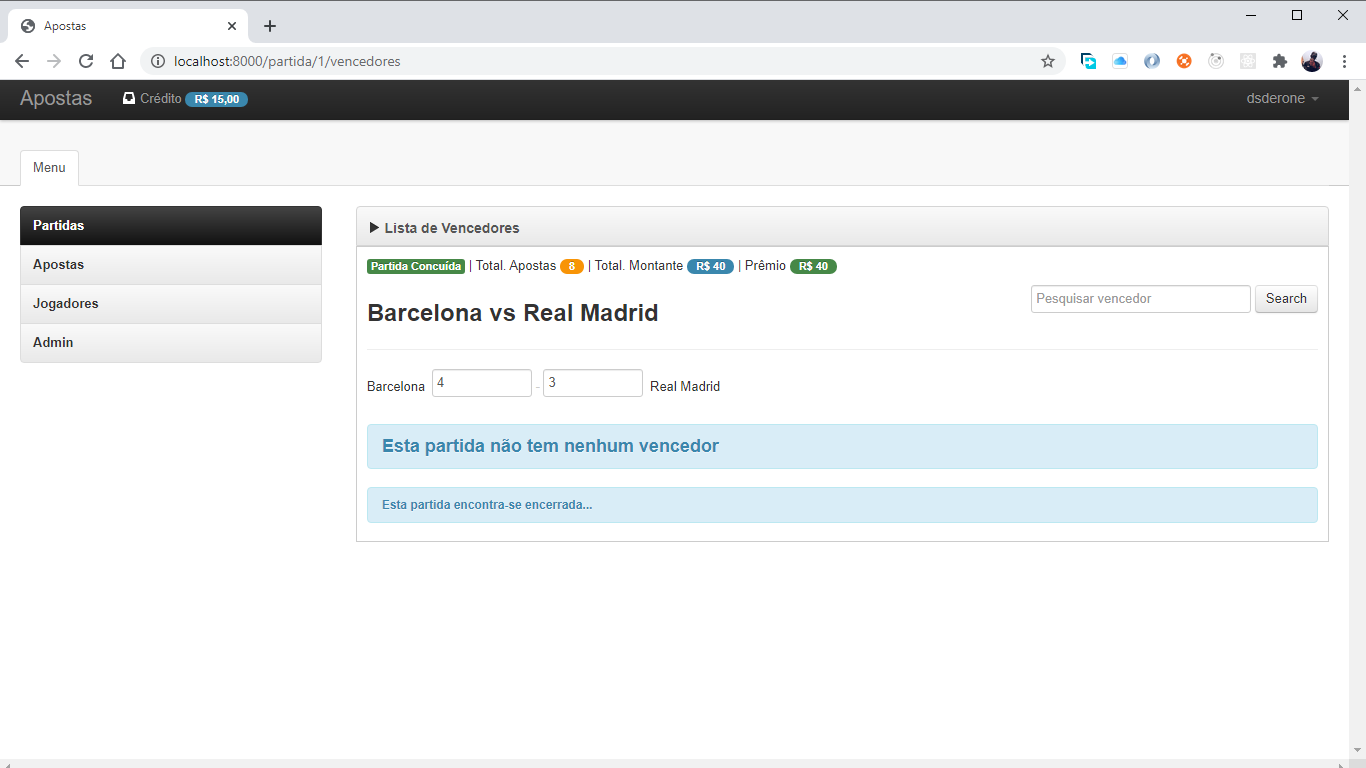 Apostas
localhost:8000/partida/1/vencedores
Apostas Crédito R$ 15,00 dsderone
Menu
Partidas
Apostas
Jogadores
Admin
Lista de Vencedores
Partida Concuída | Total. Apostas 8 | Total. Montante R$ 40 | Prêmio R$ 40
Pesquisar vencedor Search
Barcelona vs Real Madrid
Barcelona 4 - 3 Real Madrid
Esta partida não tem nenhum vencedor
Esta partida encontra-se encerrada...